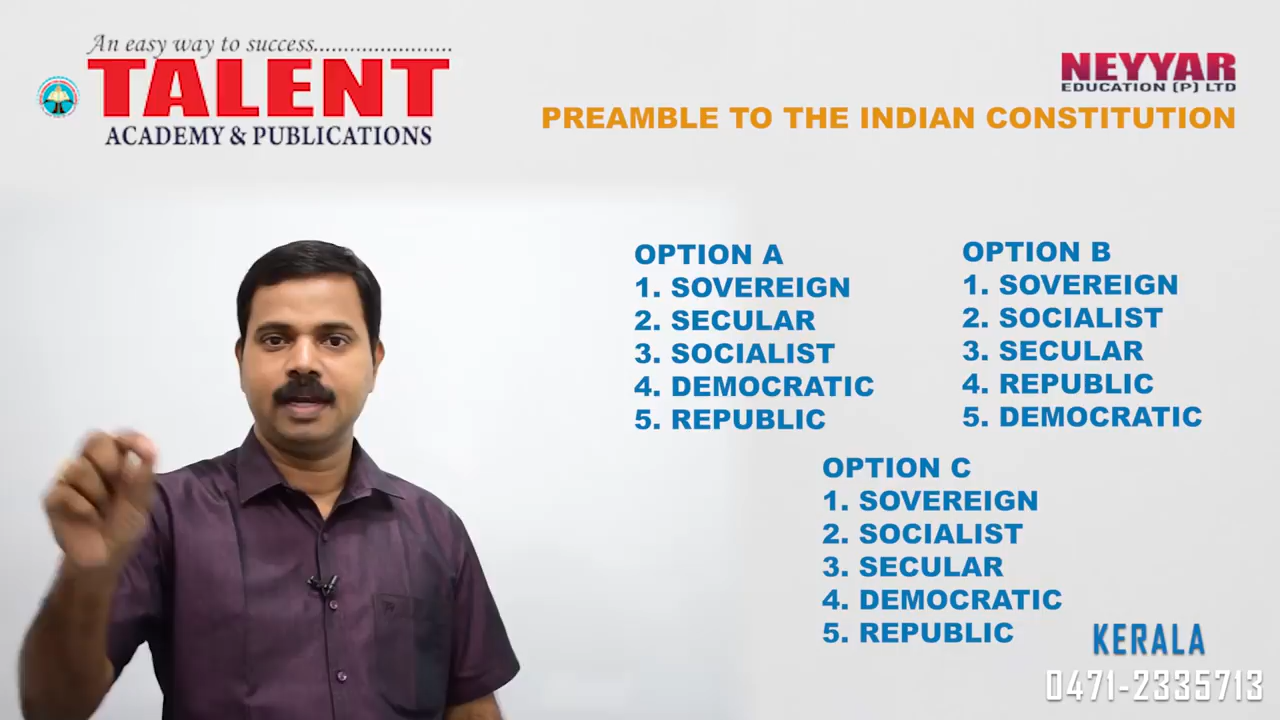 An easy way to success.......................
TALENT
ACADEMY & PUBLICATIONS
NEYYAR
EDUCATION (P) LTD
PREAMBLE TO THE INDIAN CONSTITUTION
OPTION A
1. SOVEREIGN
2. SECULAR
3. SOCIALIST
4. DEMOCRATIC
5. REPUBLIC
OPTION B
1. SOVEREIGN
2. SOCIALIST
3. SECULAR
4. REPUBLIC
5. DEMOCRATIC
OPTION C
1. SOVEREIGN
2. SOCIALIST
3. SECULAR
4. DEMOCRATIC
5. REPUBLIC
KERALA
0471-2335713